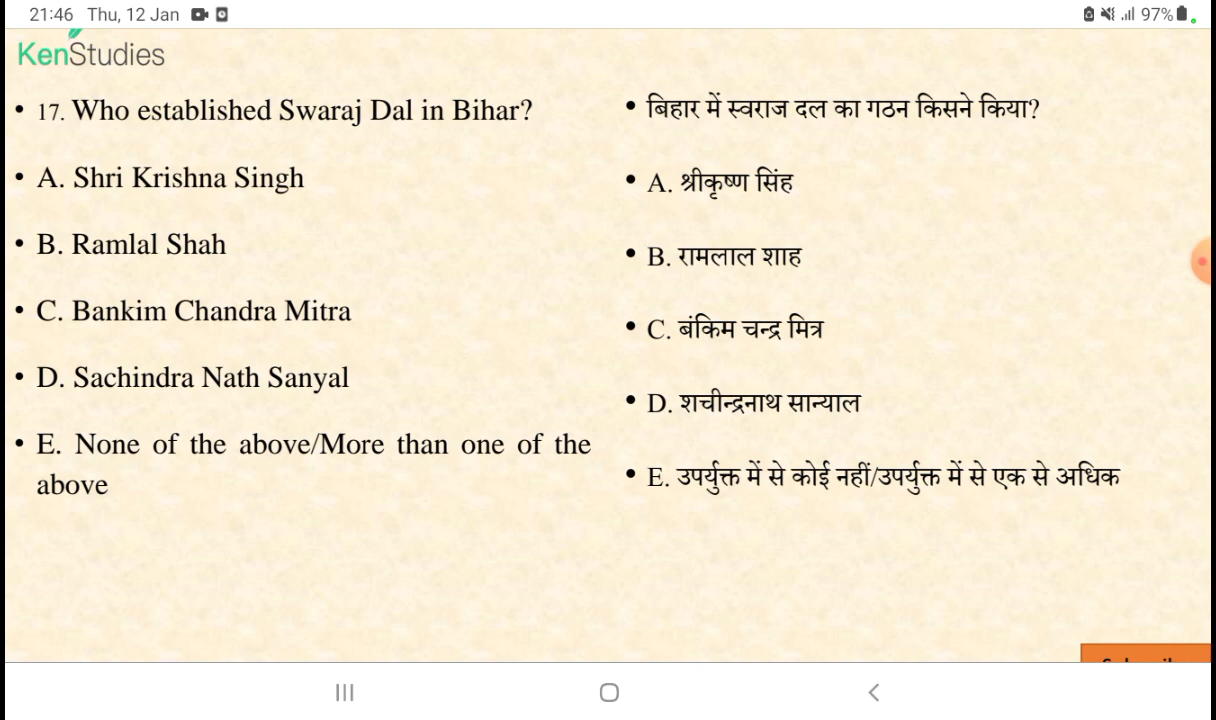 21:46 Thu, 12 Jan
97%
KenStudies
• 17. Who established Swaraj Dal in Bihar?
• A. Shri Krishna Singh
• B. Ramlal Shah
• C. Bankim Chandra Mitra
• D. Sachindra Nath Sanyal
• E. None of the above/More than one of the
above
• बिहार में स्वराज दल का गठन किसने किया?
• A. श्रीकृष्ण सिंह
• B. रामलाल शाह
• C. बंकिम चन्द्र मित्र
• D. शचीन्द्रनाथ सान्याल
• E. उपर्युक्त में से कोई नहीं/उपर्युक्त में से एक से अधिक